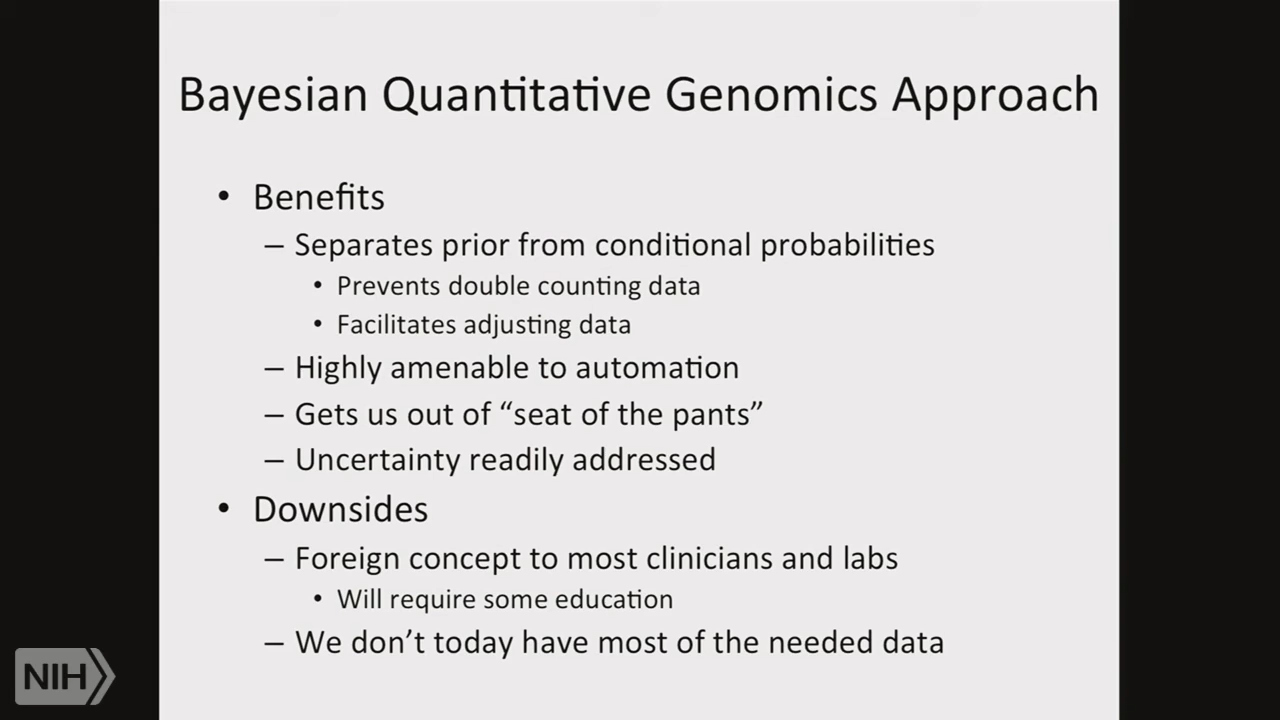 Bayesian Quantitative Genomics Approach
• Benefits
– Separates prior from conditional probabilities
• Prevents double counting data
• Facilitates adjusting data
– Highly amenable to automation
– Gets us out of “seat of the pants”
– Uncertainty readily addressed
• Downsides
– Foreign concept to most clinicians and labs
• Will require some education
– We don’t today have most of the needed data
NIH